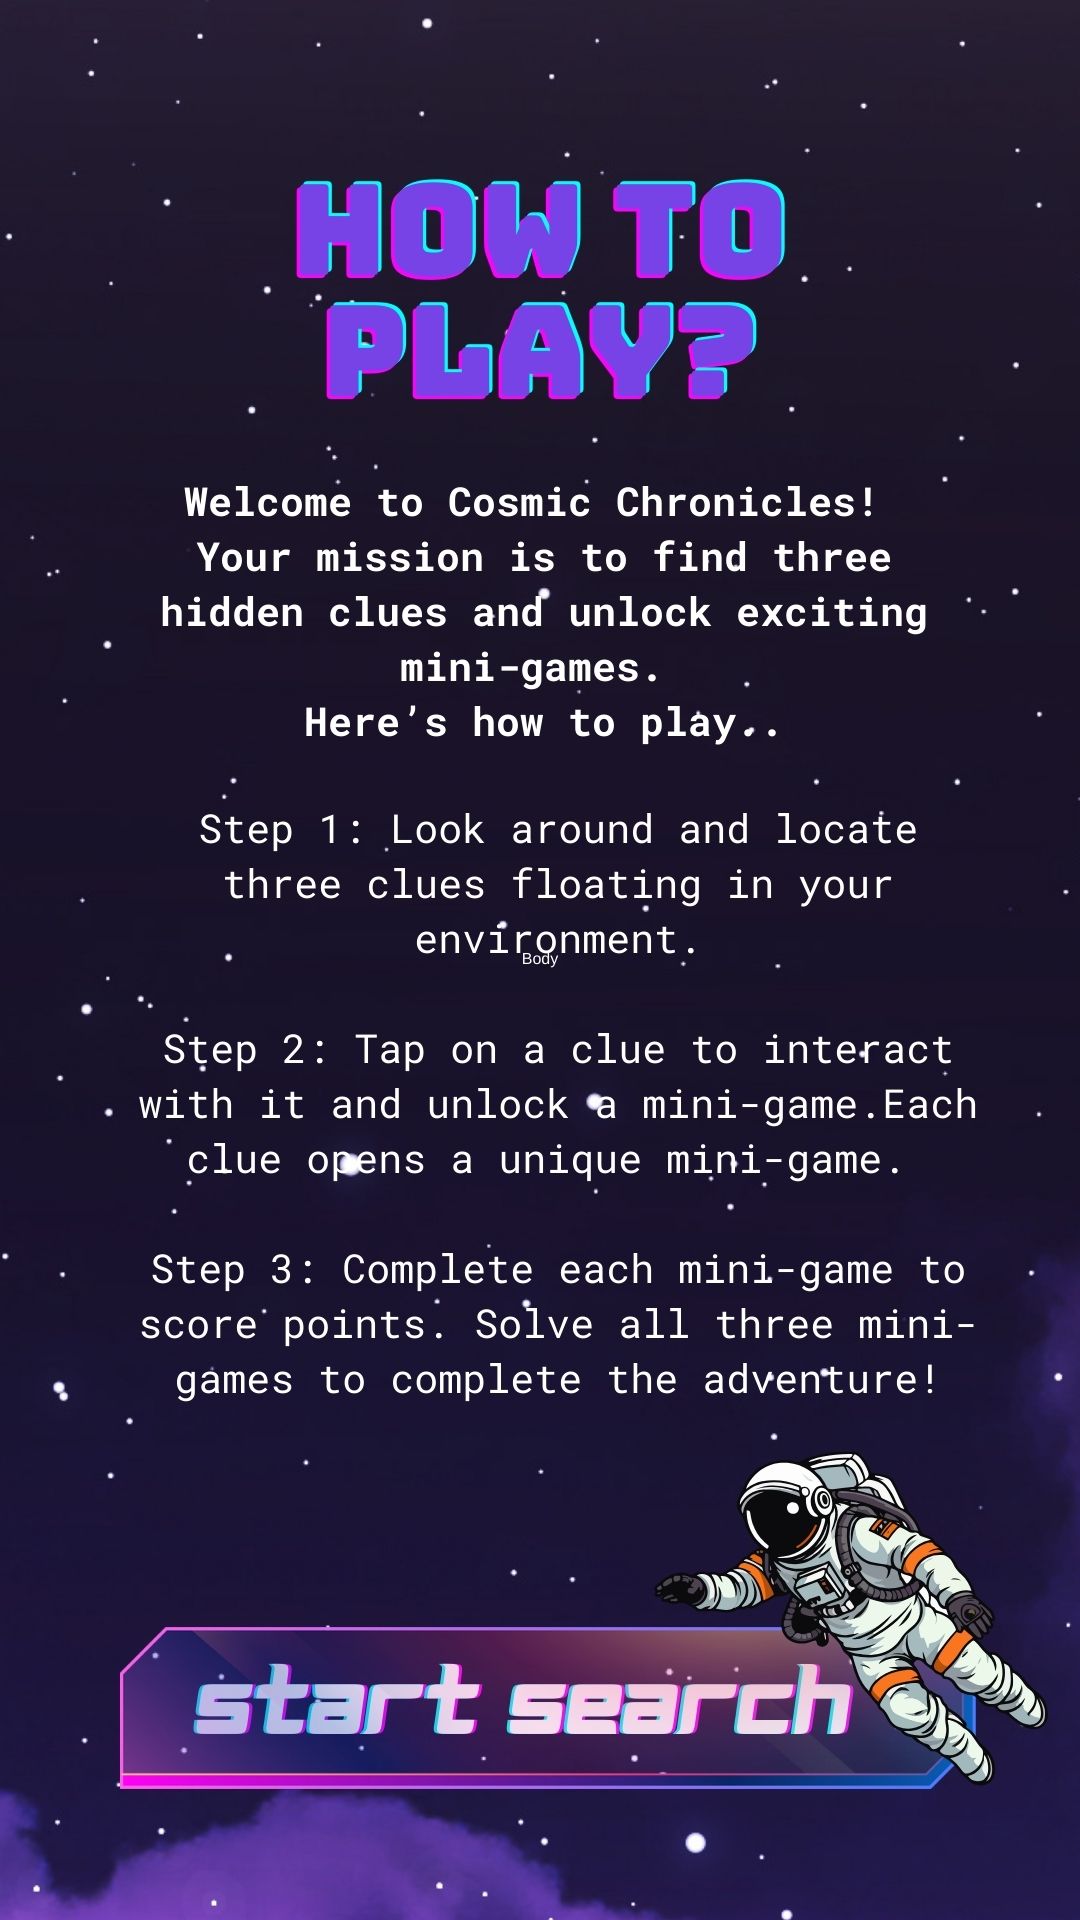 HOW TO
PLAY?
Welcome to Cosmic Chronicles!
Your mission is to find three
hidden clues and unlock exciting
mini-games.
Here’s how to play..
Step 1: Look around and locate
three clues floating in your
environment.
Body
Step 2: Tap on a clue to interact
with it and unlock a mini-game.Each
clue opens a unique mini-game.
Step 3: Complete each mini-game to
score points. Solve all three mini-
games to complete the adventure!
start search